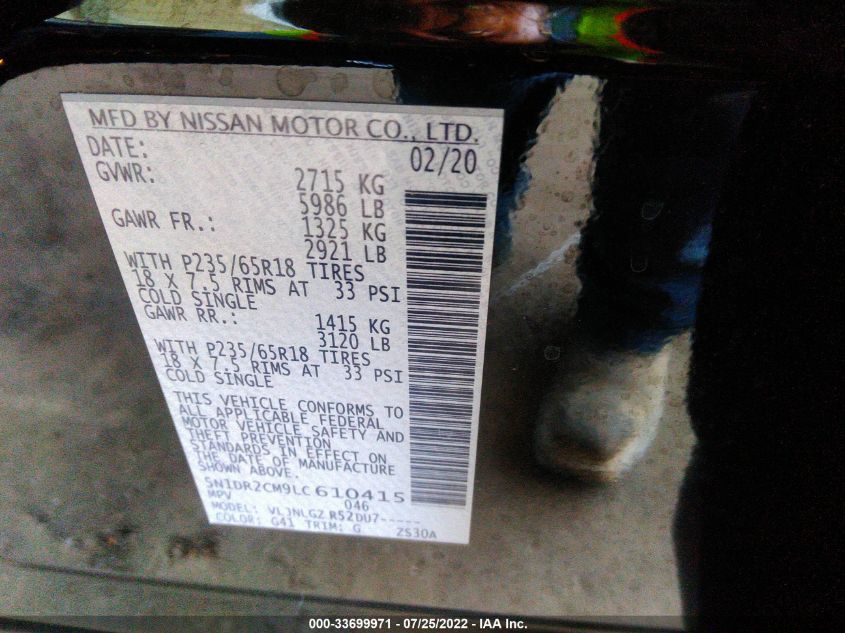 MFD BY NISSAN MOTOR CO., LTD.
DATE: 02/20
GVWR: 2715 KG
5986 LB
GAWR FR.: 1325 KG
2921 LB
WITH P235/65R18 TIRES
18 X 7.5 RIMS AT 33 PSI
COLD SINGLE
GAWR RR.: 1415 KG
3120 LB
WITH P235/65R18 TIRES
18 X 7.5 RIMS AT 33 PSI
COLD SINGLE
THIS VEHICLE CONFORMS TO
ALL APPLICABLE FEDERAL
MOTOR VEHICLE SAFETY AND
THEFT PREVENTION
STANDARDS IN EFFECT ON
THE DATE OF MANUFACTURE
SHOWN ABOVE.
5N1DR2CM9LC610415
MPV 046
MODEL: VLJNLGZ R52DU7-----
COLOR: G41 TRIM: G 2S30A
000-33699971 - 07/25/2022 - IAA Inc.